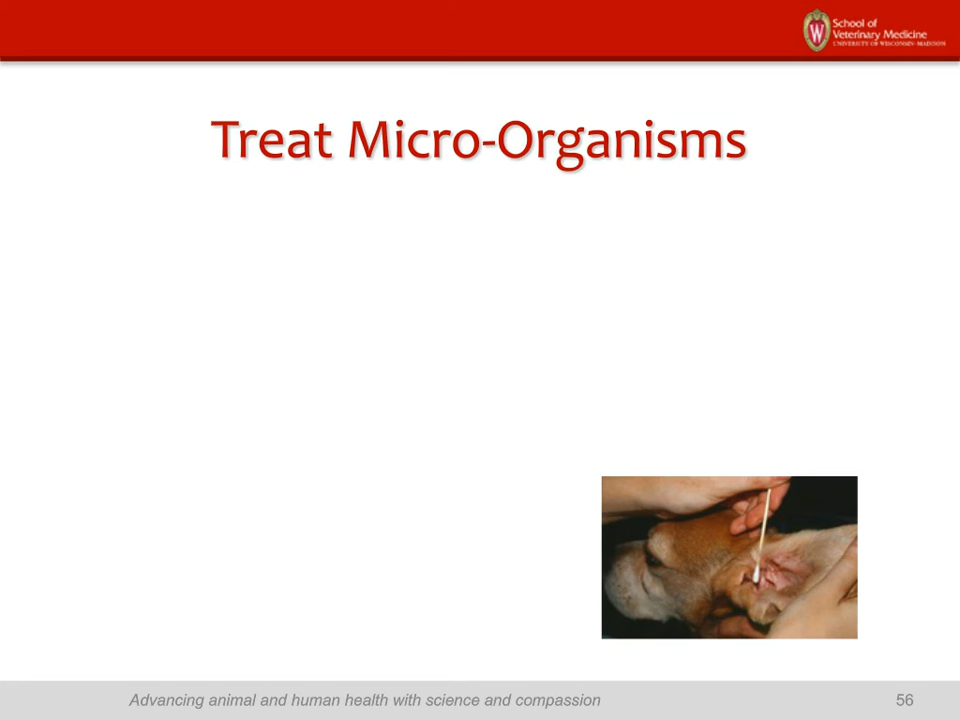 School of
Veterinary Medicine
UNIVERSITY OF WISCONSIN-MADISON
Treat Micro-Organisms
Advancing animal and human health with science and compassion
56